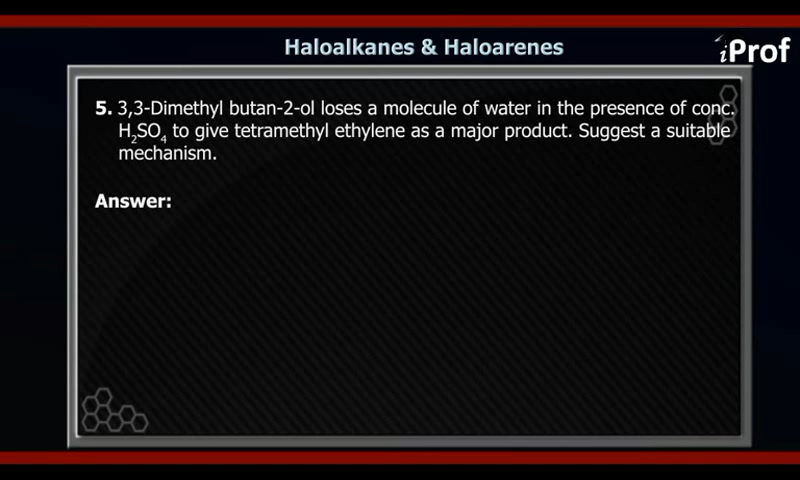 Haloalkanes & Haloarenes
iProf
5. 3,3-Dimethyl butan-2-ol loses a molecule of water in the presence of conc.
H₂SO₄ to give tetramethyl ethylene as a major product. Suggest a suitable
mechanism.
Answer: